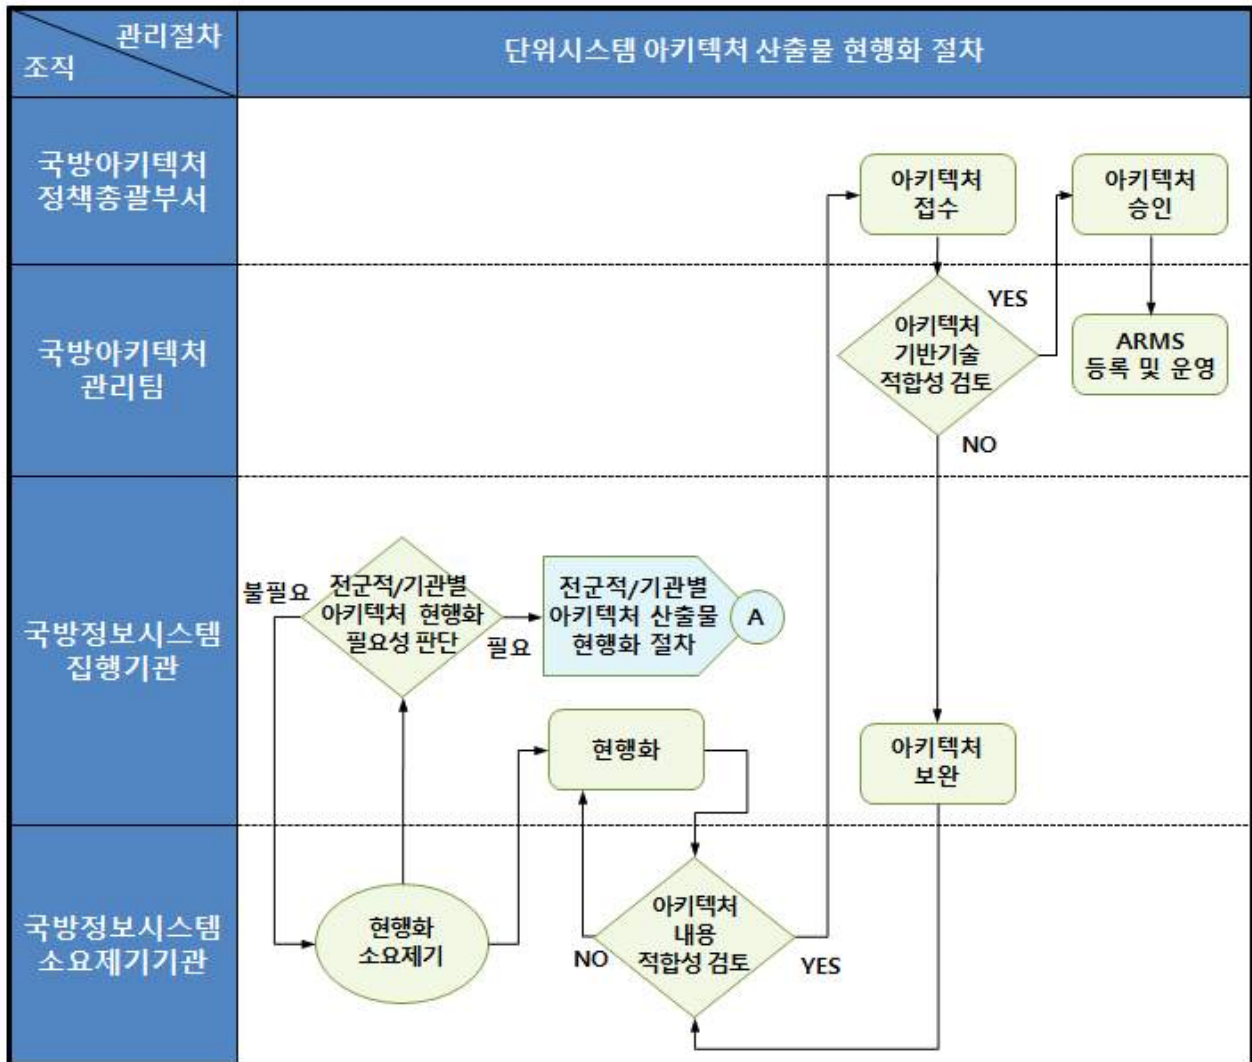 관리절차
조직
단위시스템 아키텍처 산출물 현행화 절차
국방아키텍처
정책총괄부서
아키텍처
접수
아키텍처
승인
국방아키텍처
관리팀
아키텍처
기반기술
적합성 검토
YES
NO
ARMS
등록 및 운영
국방정보시스템
집행기관
불필요
전군적/기관별
아키텍처 현행화
필요성 판단
필요
전군적/기관별
아키텍처 산출물
현행화 절차
A
현행화
아키텍처
보완
국방정보시스템
소요제기기관
현행화
소요제기
아키텍처
내용
적합성 검토
NO
YES